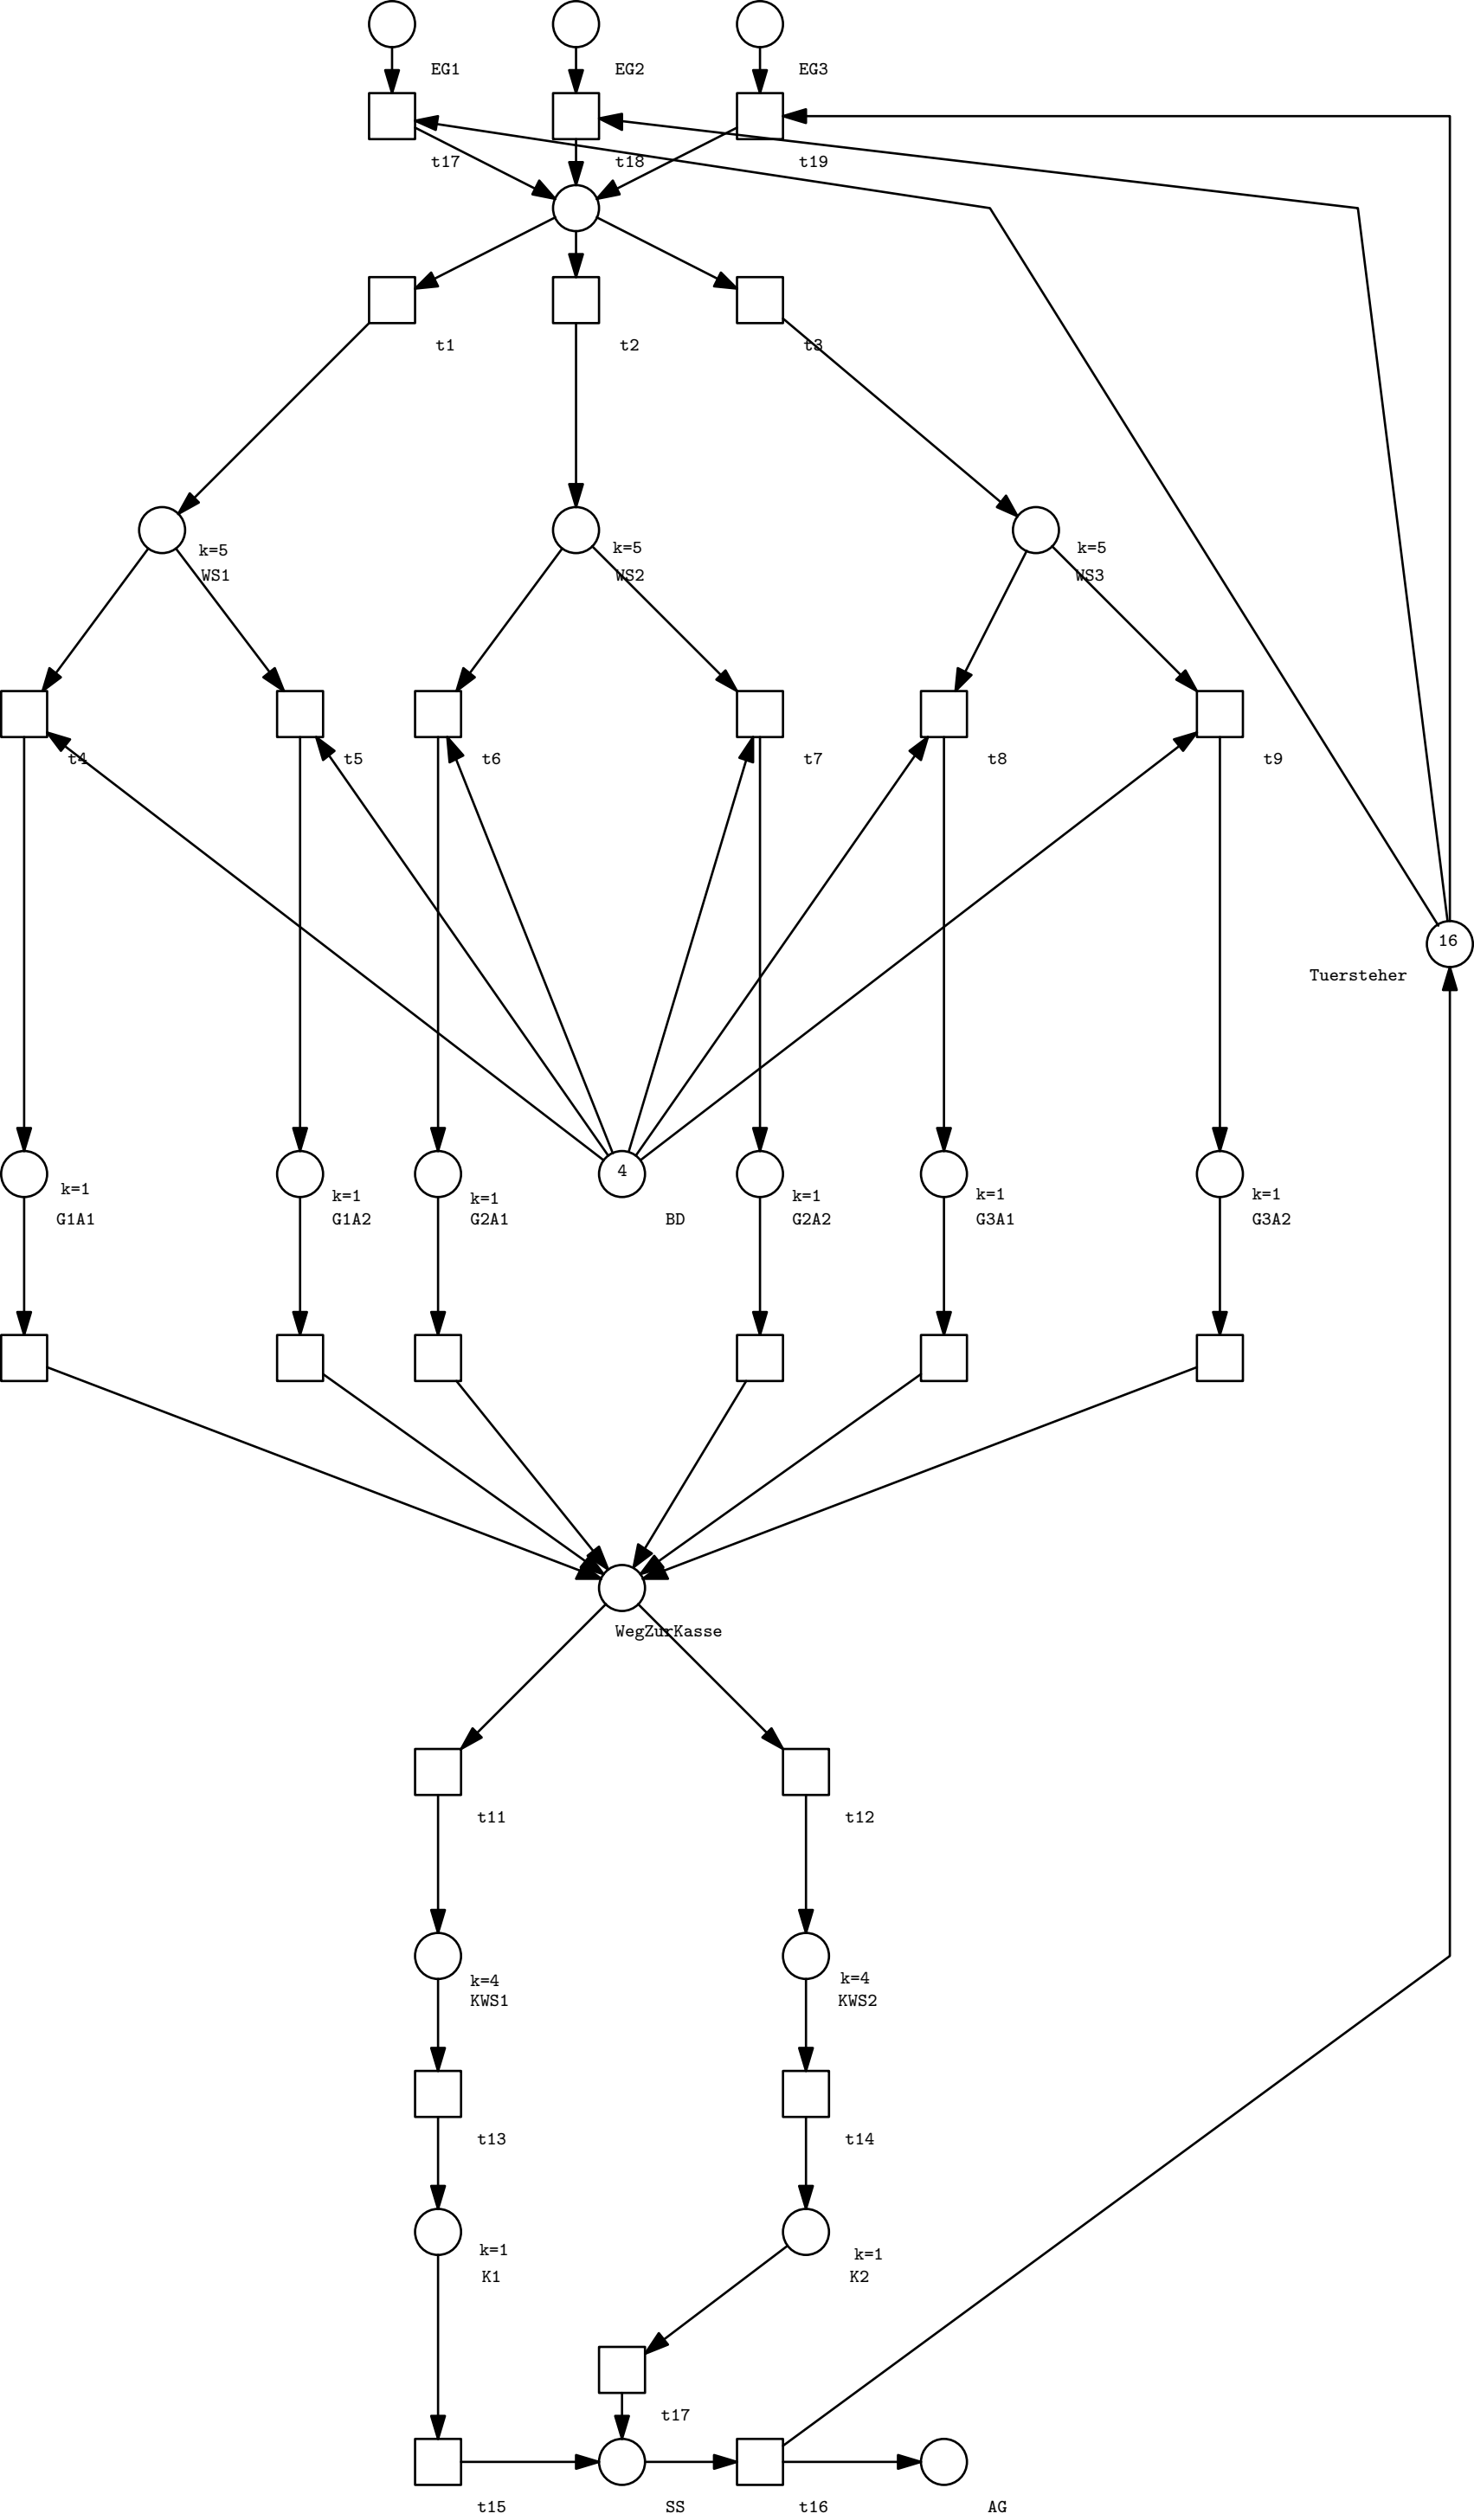 EG1 EG2 EG3
t17 t18 t19
t1 t2 t3
k=5 k=5 k=5
WS1 WS2 WS3
t4 t5 t6 t7 t8 t9
16
Tuersteher
4
k=1 k=1 k=1 k=1 k=1 k=1
G1A1 G1A2 G2A1 BD G2A2 G3A1 G3A2
WegZurKasse
t11 t12
k=4 k=4
KWS1 KWS2
t13 t14
k=1 k=1
K1 K2
t17
t15 SS t16 AG